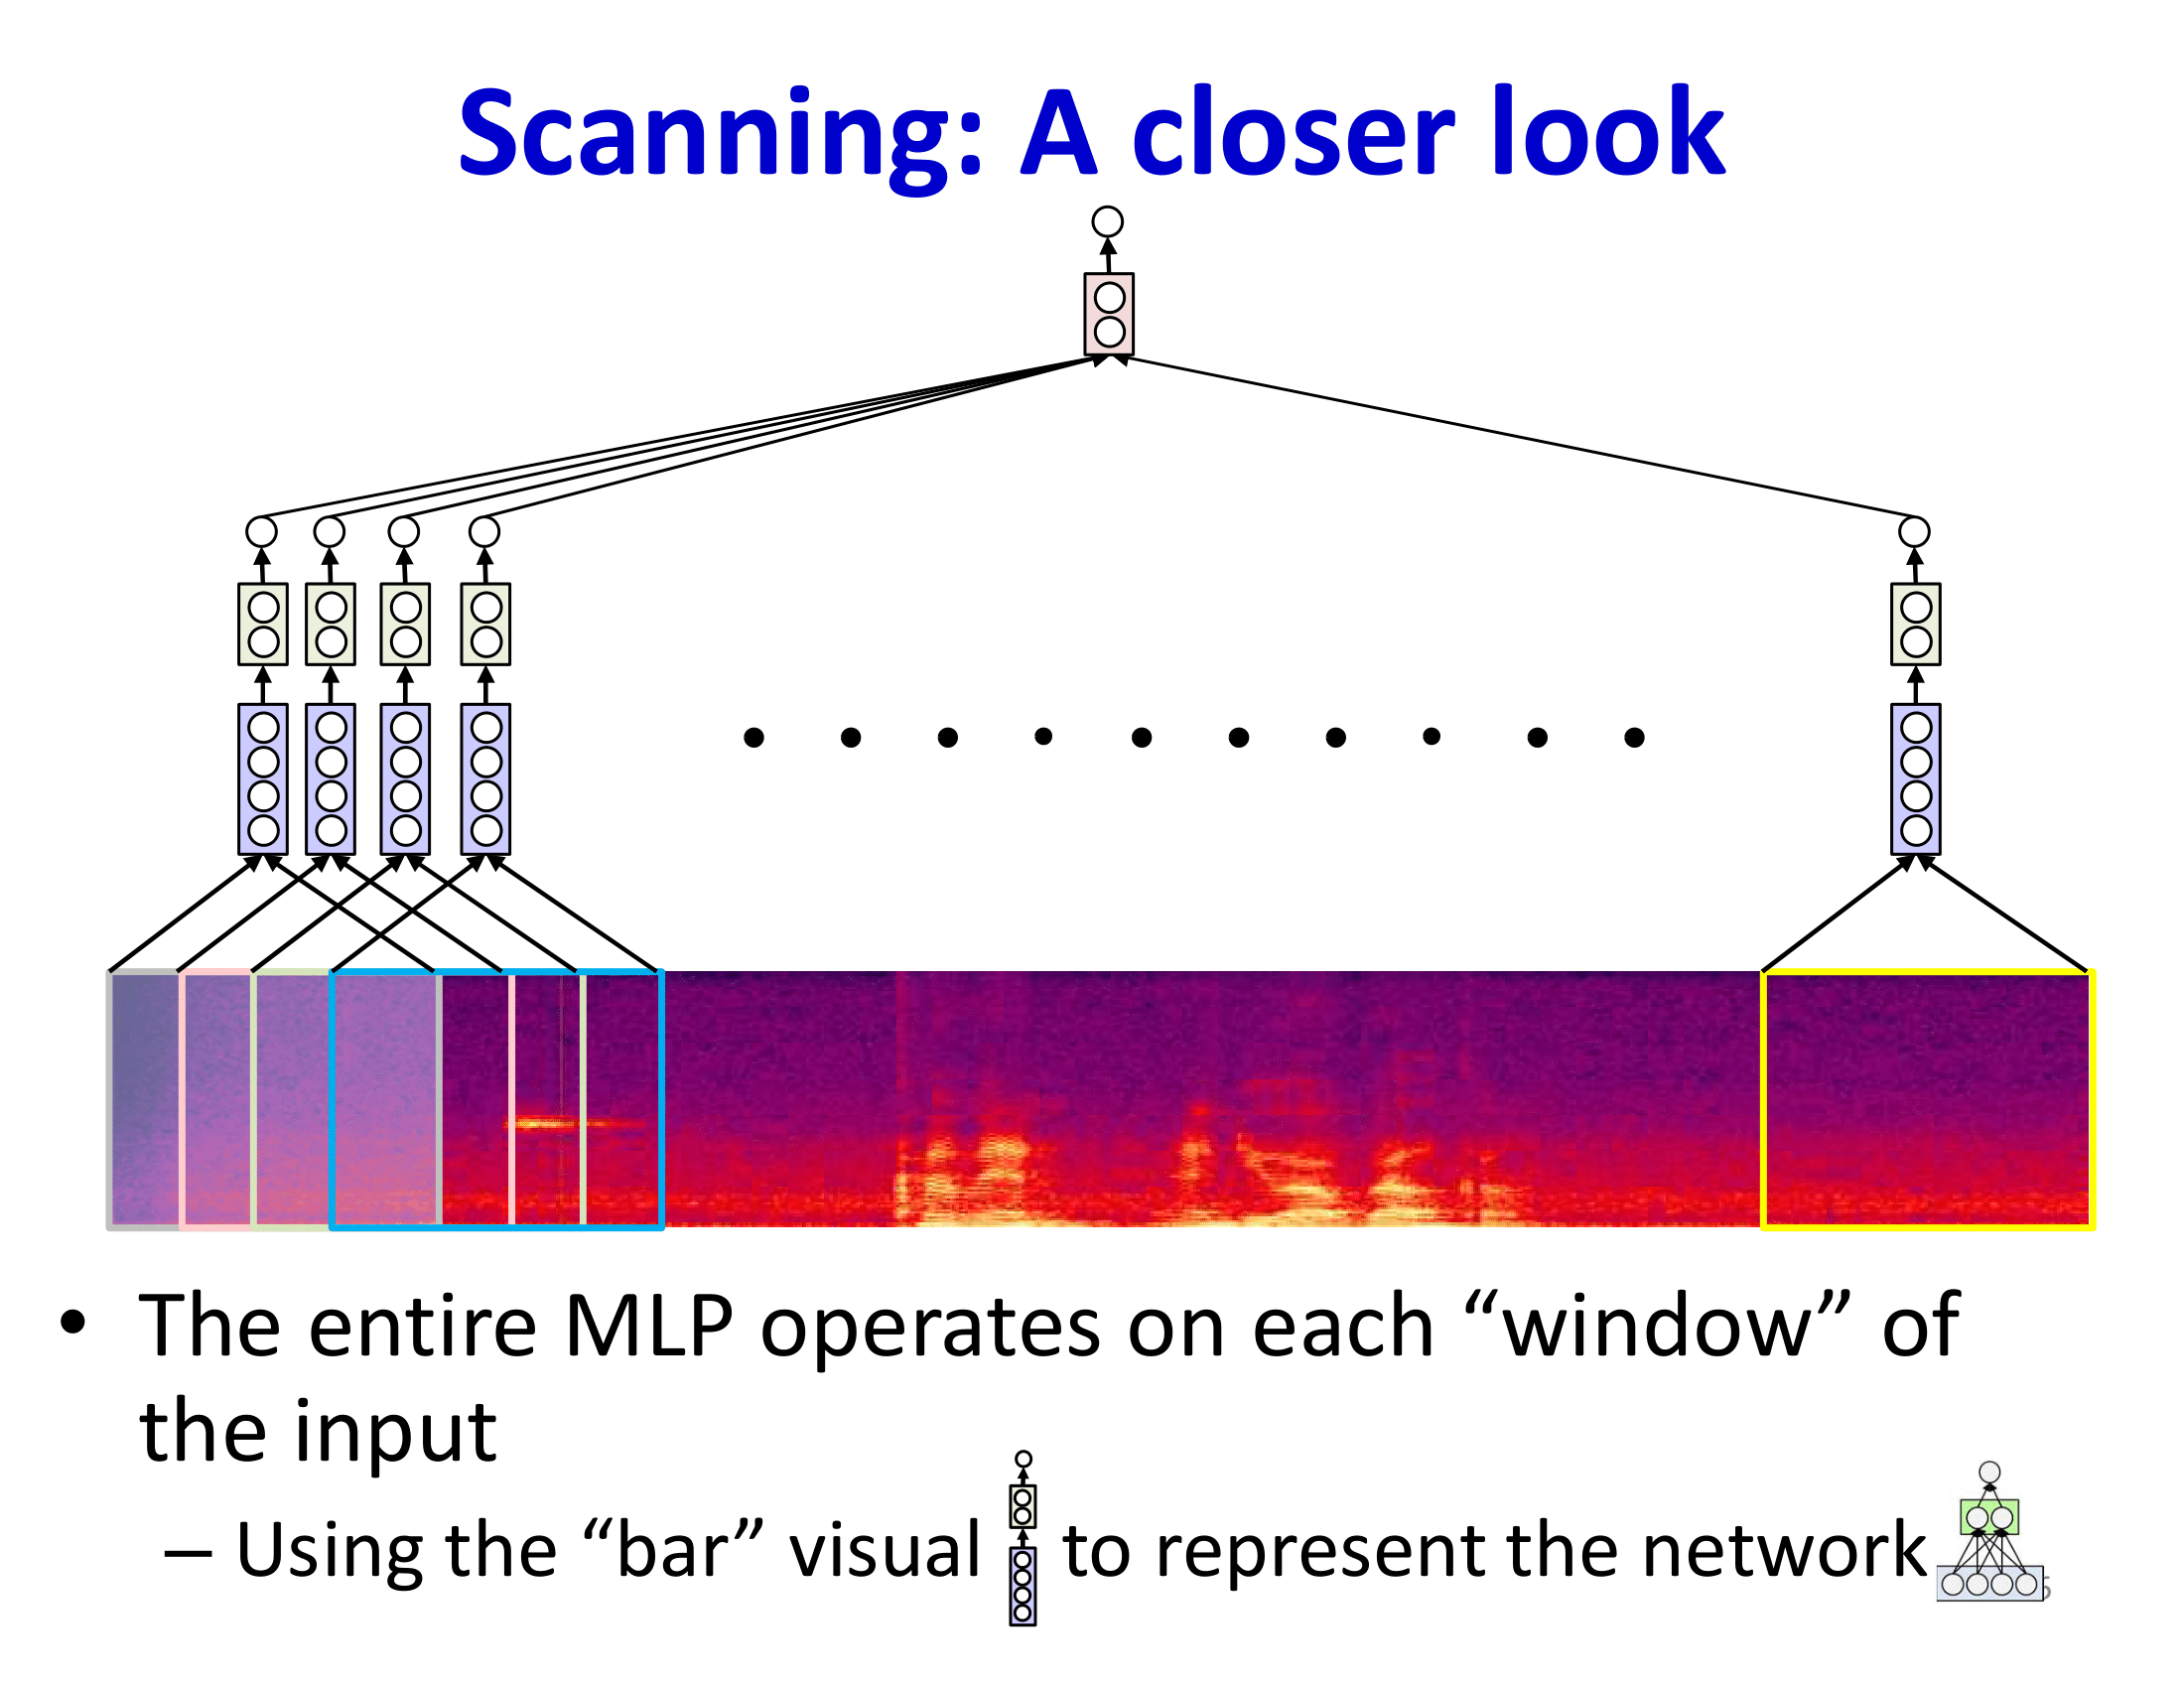 Scanning: A closer look
• The entire MLP operates on each “window” of
the input
– Using the “bar” visual to represent the network